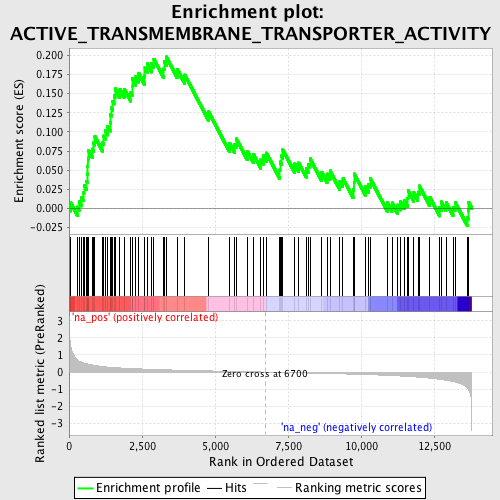 Enrichment plot:
ACTIVE_TRANSMEMBRANE_TRANSPORTER_ACTIVITY
Enrichment score (ES)
0.200
0.175
0.150
0.125
0.100
0.075
0.050
0.025
0.000
-0.025
'na_pos' (positively correlated)
Ranked list metric (PreRanked)
3
2
1
0
-1
-2
-3
Zero cross at 6700
'na_neg' (negatively correlated)
0
2,500
5,000
7,500
10,000
12,500
Rank in Ordered Dataset
Enrichment profile
Hits
Ranking metric scores